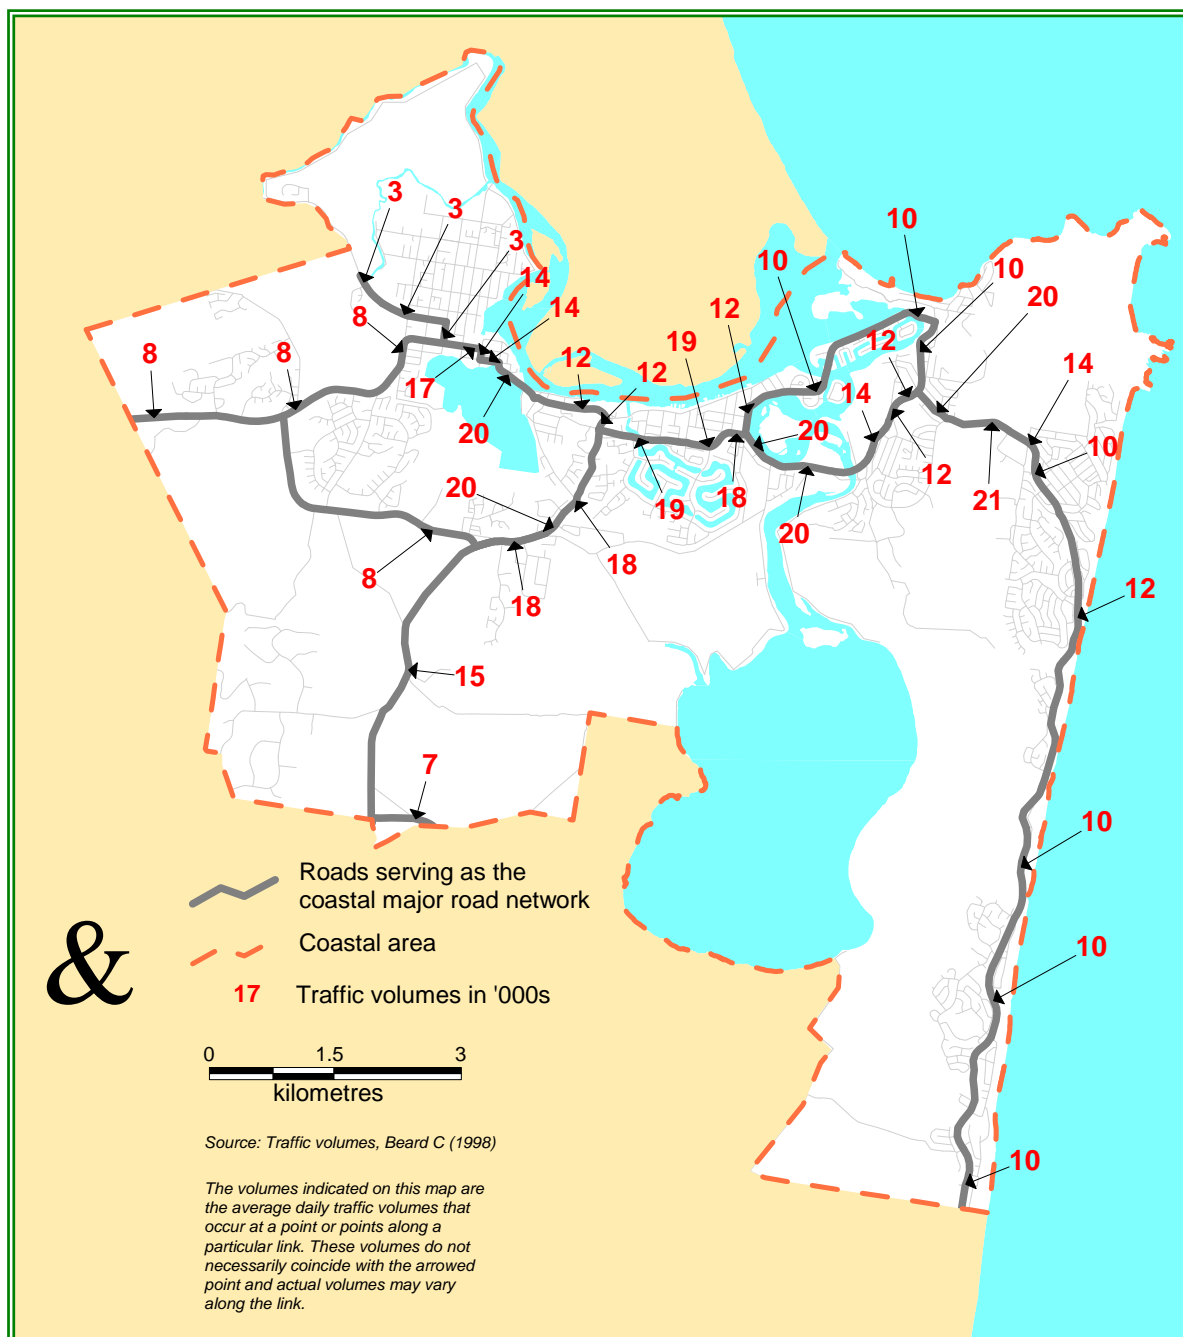 3
3
3
10
10
14
10
20
8
14
12
8
8
12
19
12
14
14
17
20
20
10
20
19
18
12
21
20
18
8
18
12
15
7
10
Roads serving as the
coastal major road network
Coastal area
&
10
17 Traffic volumes in '000s
0 1.5 3
kilometres
Source: Traffic volumes, Beard C (1998)
10
The volumes indicated on this map are
the average daily traffic volumes that
occur at a point or points along a
particular link. These volumes do not
necessarily coincide with the arrowed
point and actual volumes may vary
along the link.